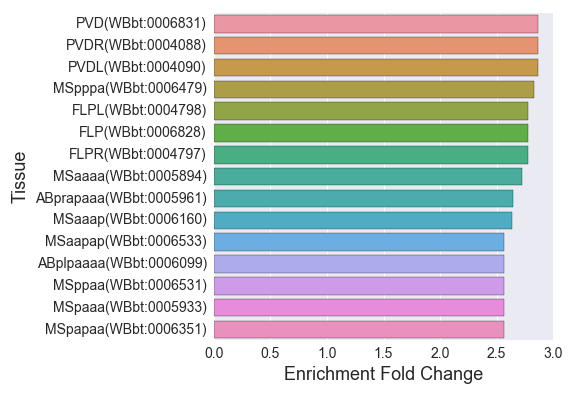 PVD(WBbt:0006831)
PVDR(WBbt:0004088)
PVDL(WBbt:0004090)
MSpppa(WBbt:0006479)
FLPL(WBbt:0004798)
FLP(WBbt:0006828)
FLPR(WBbt:0004797)
MSaaaa(WBbt:0005894)
ABprapaaa(WBbt:0005961)
MSaaap(WBbt:0006160)
MSaapap(WBbt:0006533)
ABplpaaaa(WBbt:0006099)
MSppaa(WBbt:0006531)
MSpaaa(WBbt:0005933)
MSpapaa(WBbt:0006351)
Tissue
0.0 0.5 1.0 1.5 2.0 2.5 3.0
Enrichment Fold Change